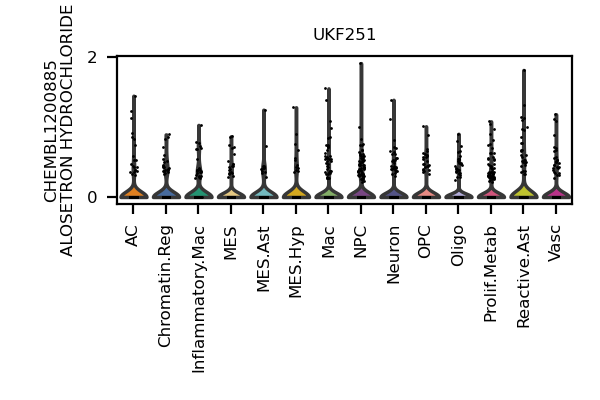 UKF251
CHEMBL1200885
ALOSETRON HYDROCHLORIDE
2
0
AC
Chromatin.Reg
Inflammatory.Mac
MES
MES.Ast
MES.Hyp
Mac
NPC
Neuron
OPC
Oligo
Prolif.Metab
Reactive.Ast
Vasc